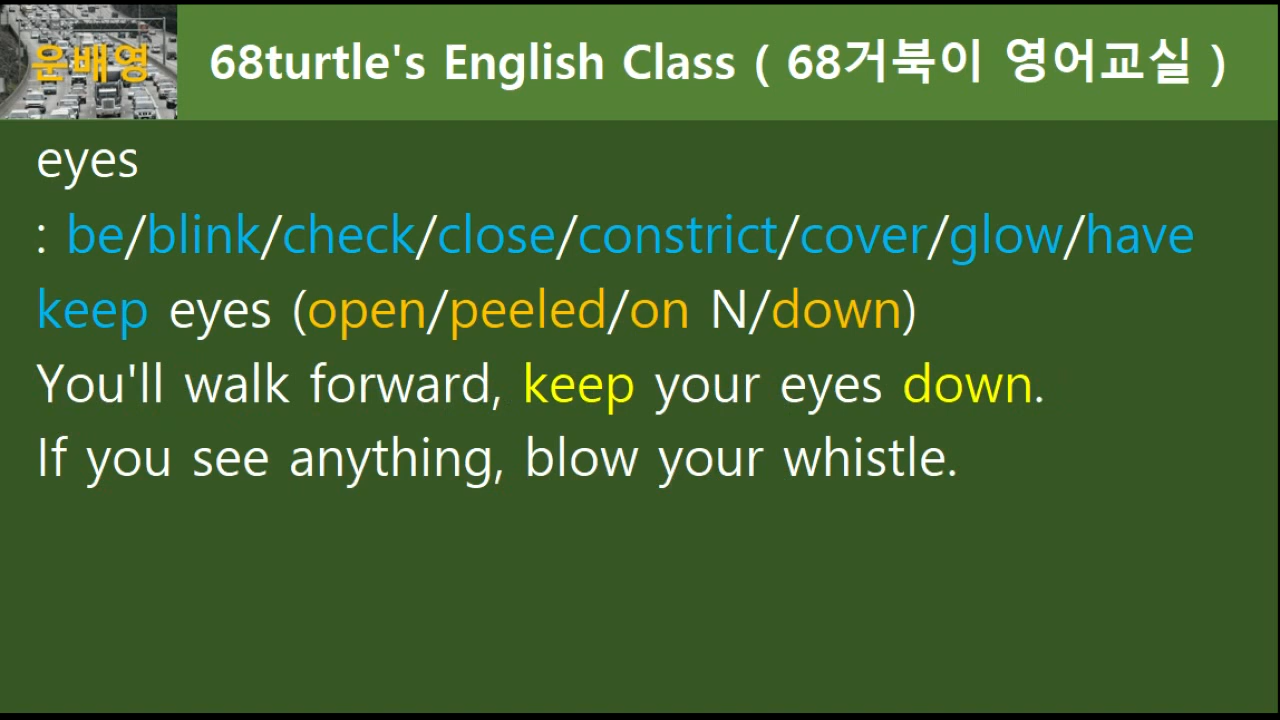 운배영
68turtle's English Class ( 68거북이 영어교실 )
eyes
: be/blink/check/close/constrict/cover/glow/have
keep eyes (open/peeled/on N/down)
You'll walk forward, keep your eyes down.
If you see anything, blow your whistle.